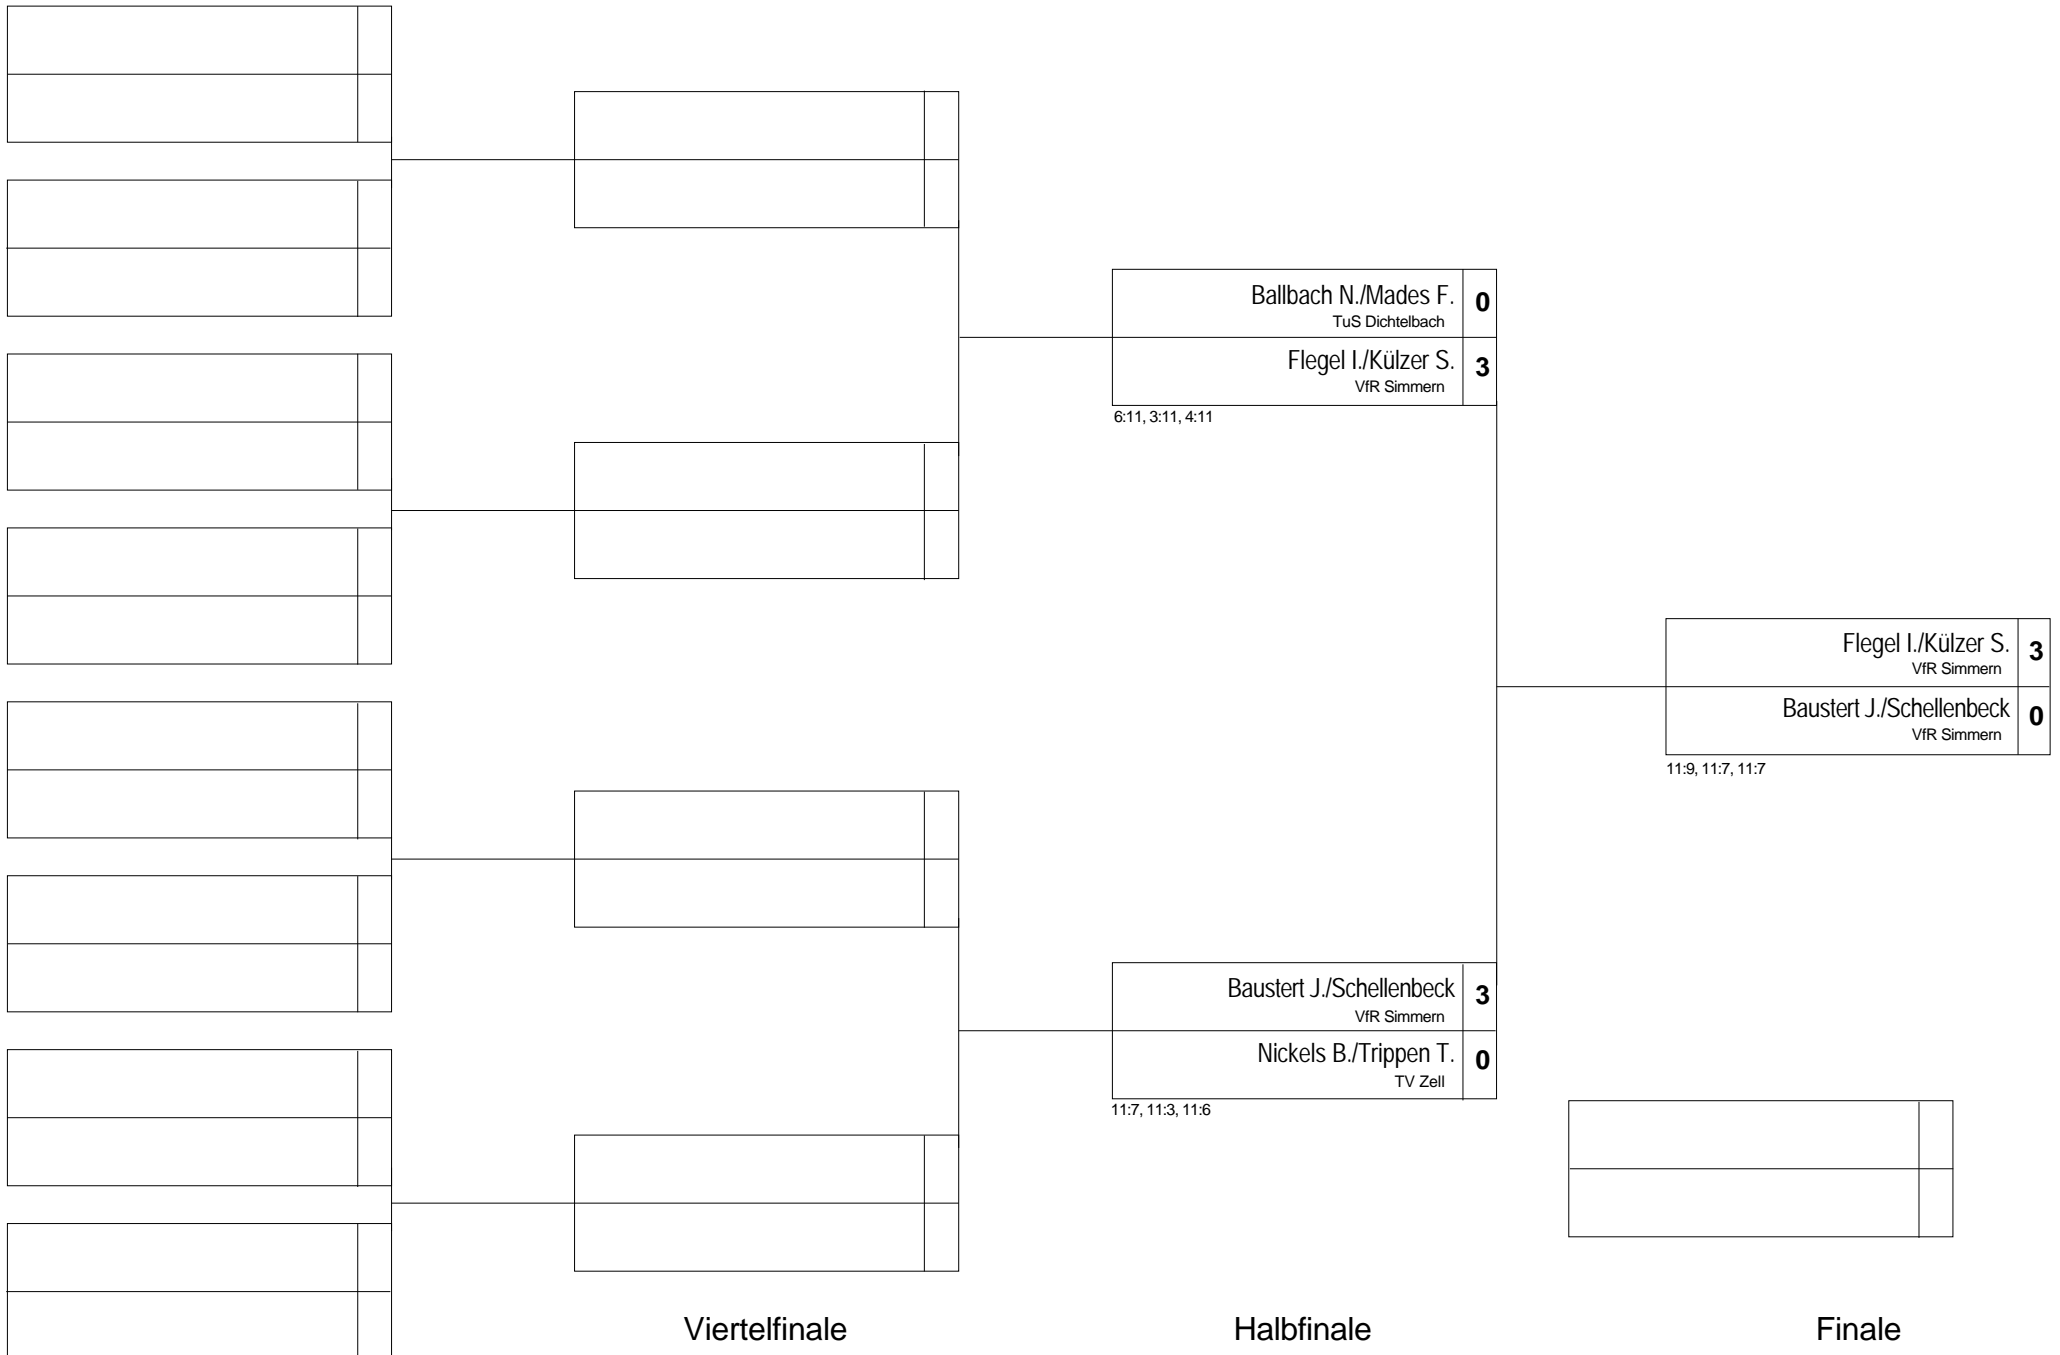 Ballbach N./Mades F. 0
TuS Dichtelbach
Flegel I./Külzer S. 3
VfR Simmern
6:11, 3:11, 4:11
Flegel I./Külzer S. 3
VfR Simmern
Baustert J./Schellenbeck 0
VfR Simmern
11:9, 11:7, 11:7
Baustert J./Schellenbeck 3
VfR Simmern
Nickels B./Trippen T. 0
TV Zell
11:7, 11:3, 11:6
Viertelfinale
Halbfinale
Finale